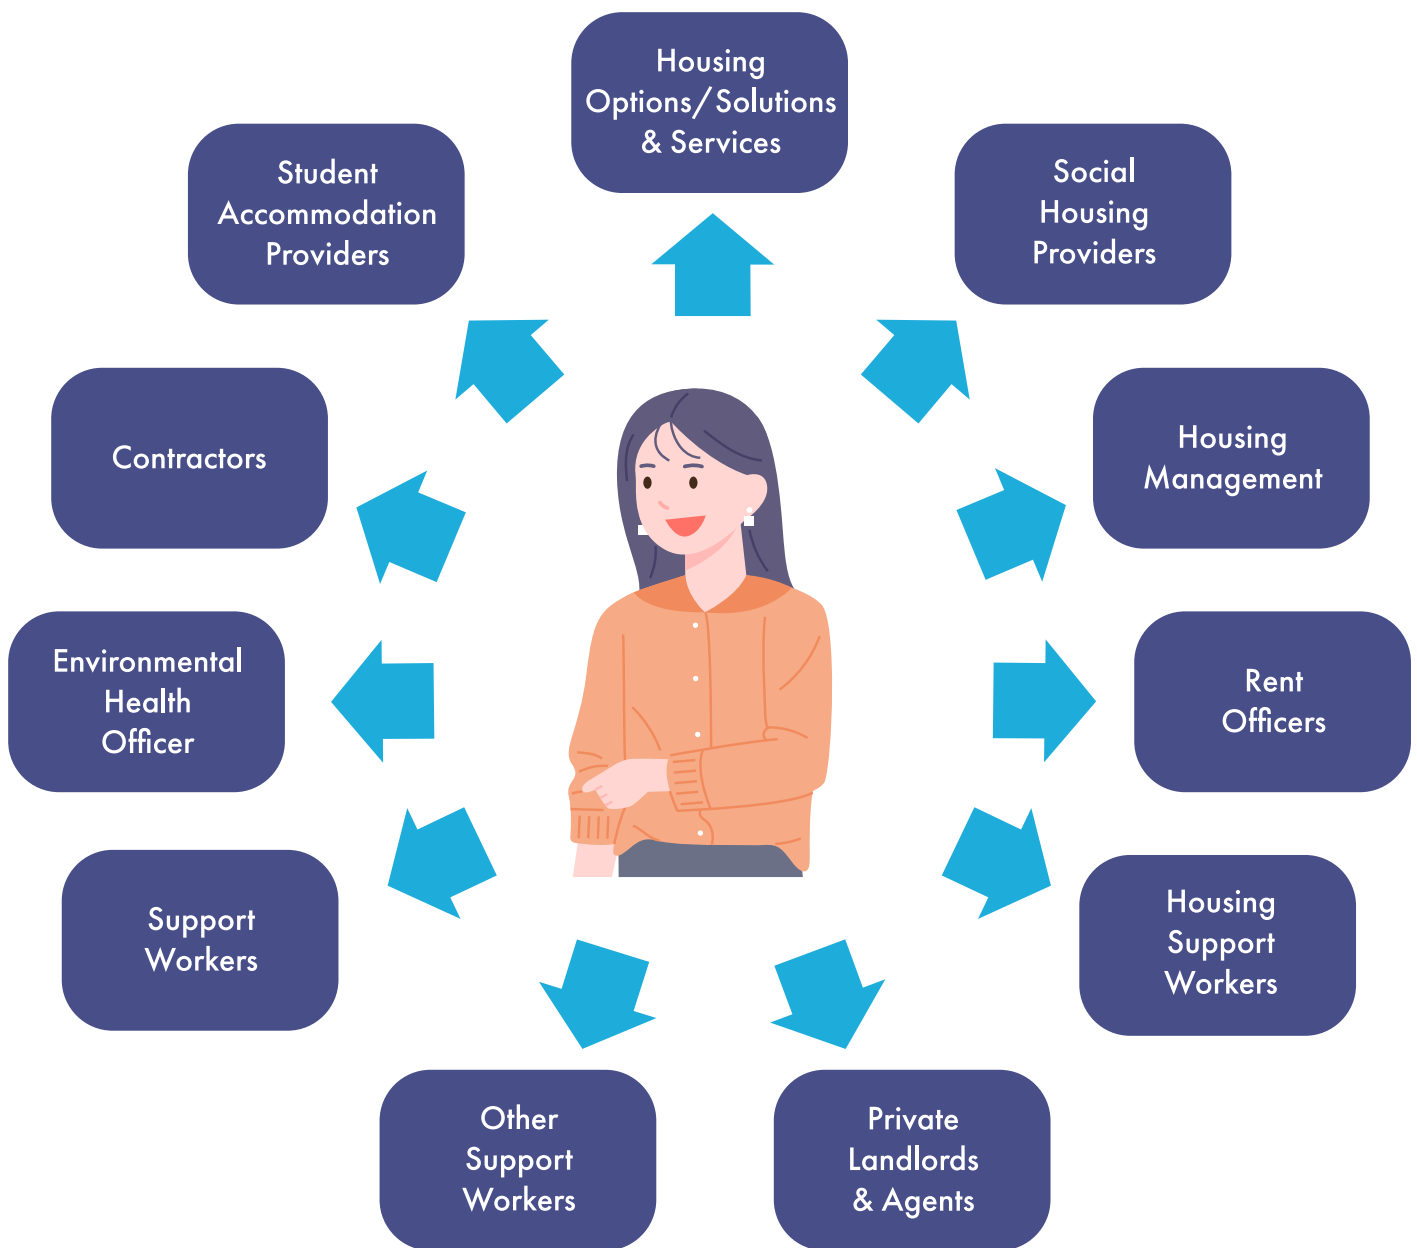 Housing
Options/Solutions
& Services
Social
Housing
Providers
Housing
Management
Rent
Officers
Housing
Support
Workers
Private
Landlords
& Agents
Other
Support
Workers
Support
Workers
Environmental
Health
Officer
Contractors
Student
Accommodation
Providers